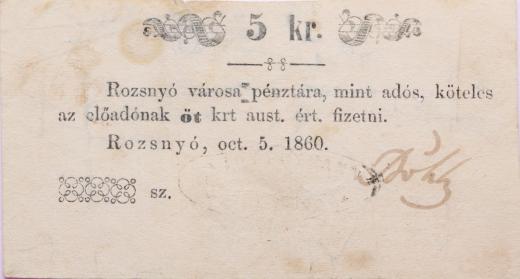 5 kr.
Rozsnyó városa pénztára, mint adós, köteles
az előadónak öt krt aust. ért. fizetni.
Rozsnyó, oct. 5. 1860.
sz.